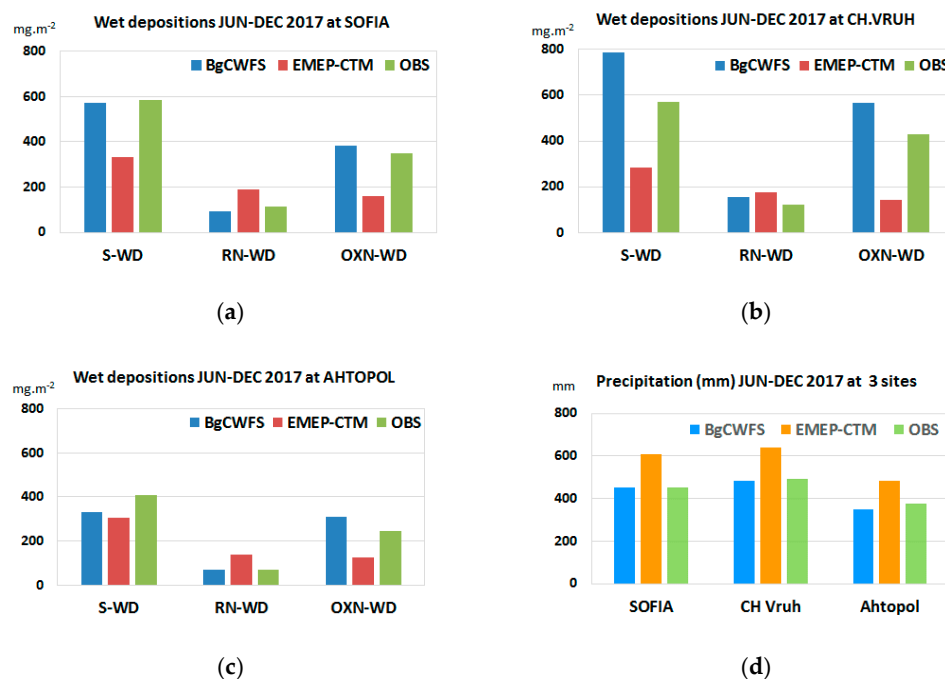 Wet depositions JUN-DEC 2017 at SOFIA
mg.m-2
BgCWFS EMEP-CTM OBS
800
600
400
200
0
S-WD RN-WD OXN-WD
(a)
Wet depositions JUN-DEC 2017 at CH.VRUH
mg.m-2
BgCWFS EMEP-CTM OBS
800
600
400
200
0
S-WD RN-WD OXN-WD
(b)
Wet depositions JUN-DEC 2017 at AHTOPOL
mg.m-2
BgCWFS EMEP-CTM OBS
800
600
400
200
0
S-WD RN-WD OXN-WD
(c)
Precipitation (mm) JUN-DEC 2017 at 3 sites
mm
BgCWFS EMEP-CTM OBS
800
600
400
200
0
SOFIA CH Vruh Ahtopol
(d)